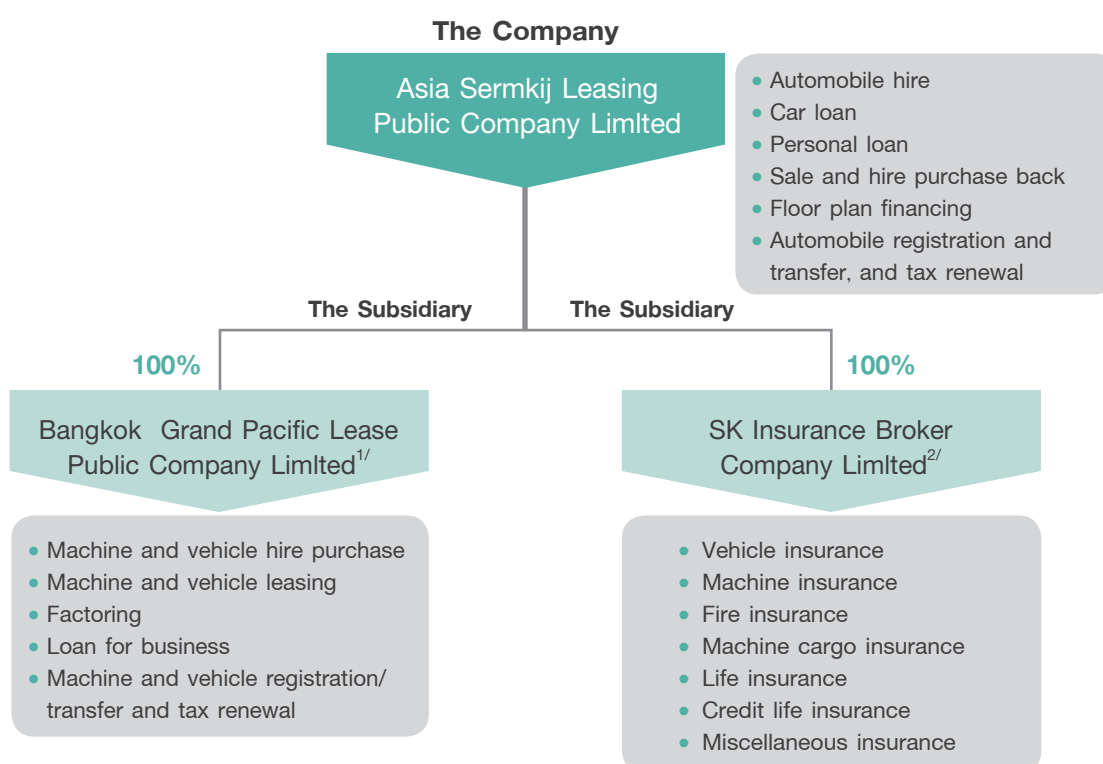 The Company
Asia Sermkij Leasing
Public Company Limlted
• Automobile hire
• Car loan
• Personal loan
• Sale and hire purchase back
• Floor plan financing
• Automobile registration and
transfer, and tax renewal
The Subsidiary
The Subsidiary
100%
100%
Bangkok Grand Pacific Lease
Public Company Limlted1/
SK Insurance Broker
Company Limlted2/
• Machine and vehicle hire purchase
• Machine and vehicle leasing
• Factoring
• Loan for business
• Machine and vehicle registration/
transfer and tax renewal
• Vehicle insurance
• Machine insurance
• Fire insurance
• Machine cargo insurance
• Life insurance
• Credit life insurance
• Miscellaneous insurance